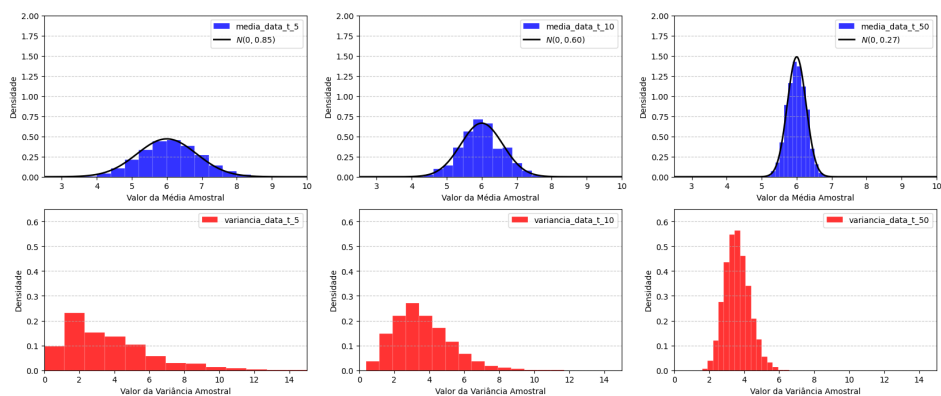 2.00
1.75
1.50
1.25
1.00
0.75
0.50
0.25
0.00
Densidade
media_data_t_5
N(0, 0.85)
3 4 5 6 7 8 9 10
Valor da Média Amostral
2.00
1.75
1.50
1.25
1.00
0.75
0.50
0.25
0.00
Densidade
media_data_t_10
N(0, 0.60)
3 4 5 6 7 8 9 10
Valor da Média Amostral
2.00
1.75
1.50
1.25
1.00
0.75
0.50
0.25
0.00
Densidade
media_data_t_50
N(0, 0.27)
3 4 5 6 7 8 9 10
Valor da Média Amostral
0.6
0.5
0.4
0.3
0.2
0.1
0.0
Densidade
variancia_data_t_5
0 2 4 6 8 10 12 14
Valor da Variância Amostral
0.6
0.5
0.4
0.3
0.2
0.1
0.0
Densidade
variancia_data_t_10
0 2 4 6 8 10 12 14
Valor da Variância Amostral
0.6
0.5
0.4
0.3
0.2
0.1
0.0
Densidade
variancia_data_t_50
0 2 4 6 8 10 12 14
Valor da Variância Amostral